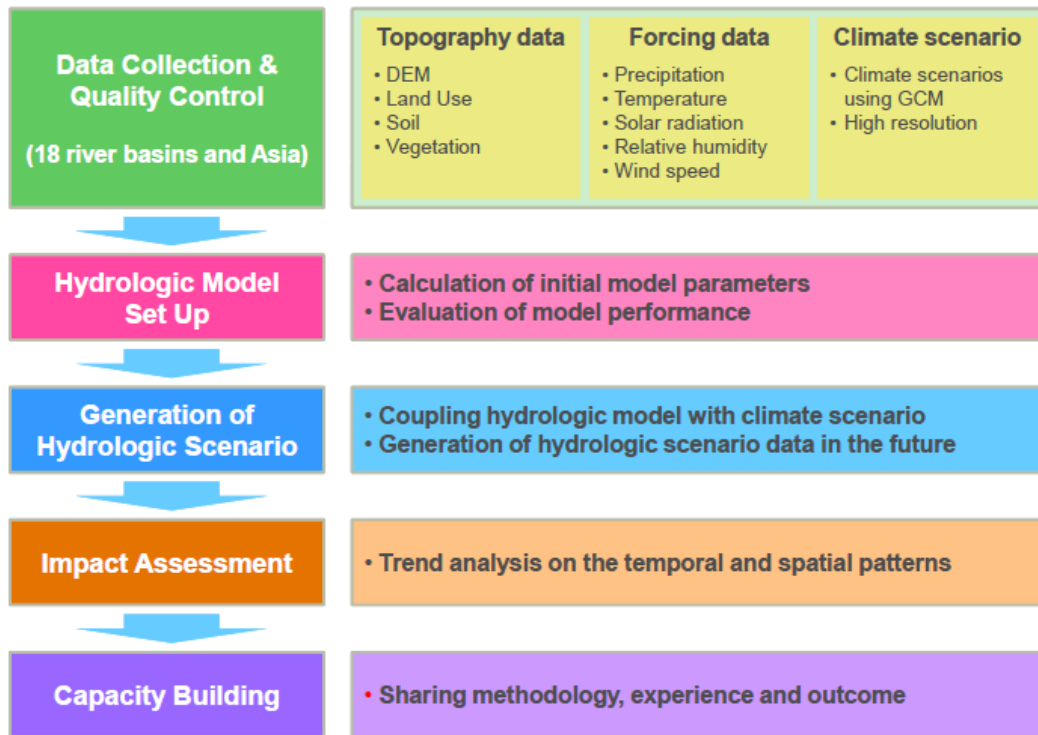 Data Collection &
Quality Control
(18 river basins and Asia)
Topography data
• DEM
• Land Use
• Soil
• Vegetation
Forcing data
• Precipitation
• Temperature
• Solar radiation
• Relative humidity
• Wind speed
Climate scenario
• Climate scenarios
using GCM
• High resolution
Hydrologic Model
Set Up
• Calculation of initial model parameters
• Evaluation of model performance
Generation of
Hydrologic Scenario
• Coupling hydrologic model with climate scenario
• Generation of hydrologic scenario data in the future
Impact Assessment
• Trend analysis on the temporal and spatial patterns
Capacity Building
• Sharing methodology, experience and outcome